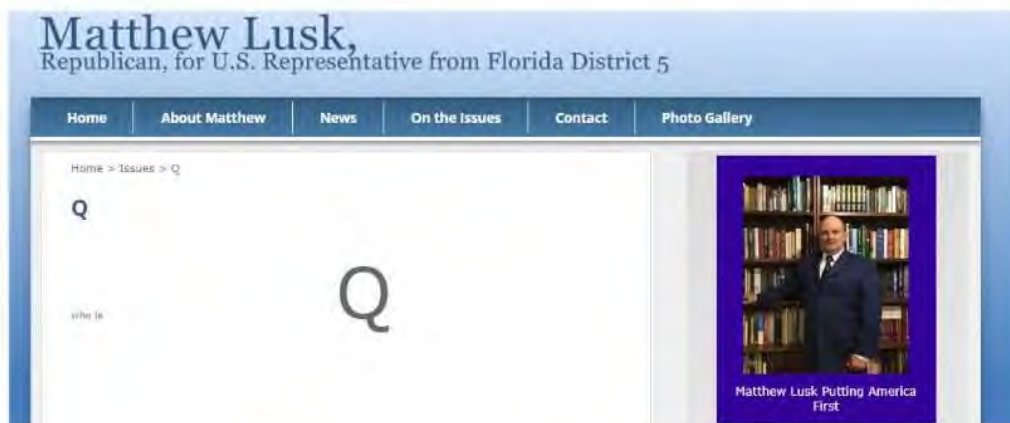 Matthew Lusk,
Republican, for U.S. Representative from Florida District 5
Home About Matthew News On the Issues Contact Photo Gallery
Home > Issues > Q
Q
who is Q
Matthew Lusk Putting America
First